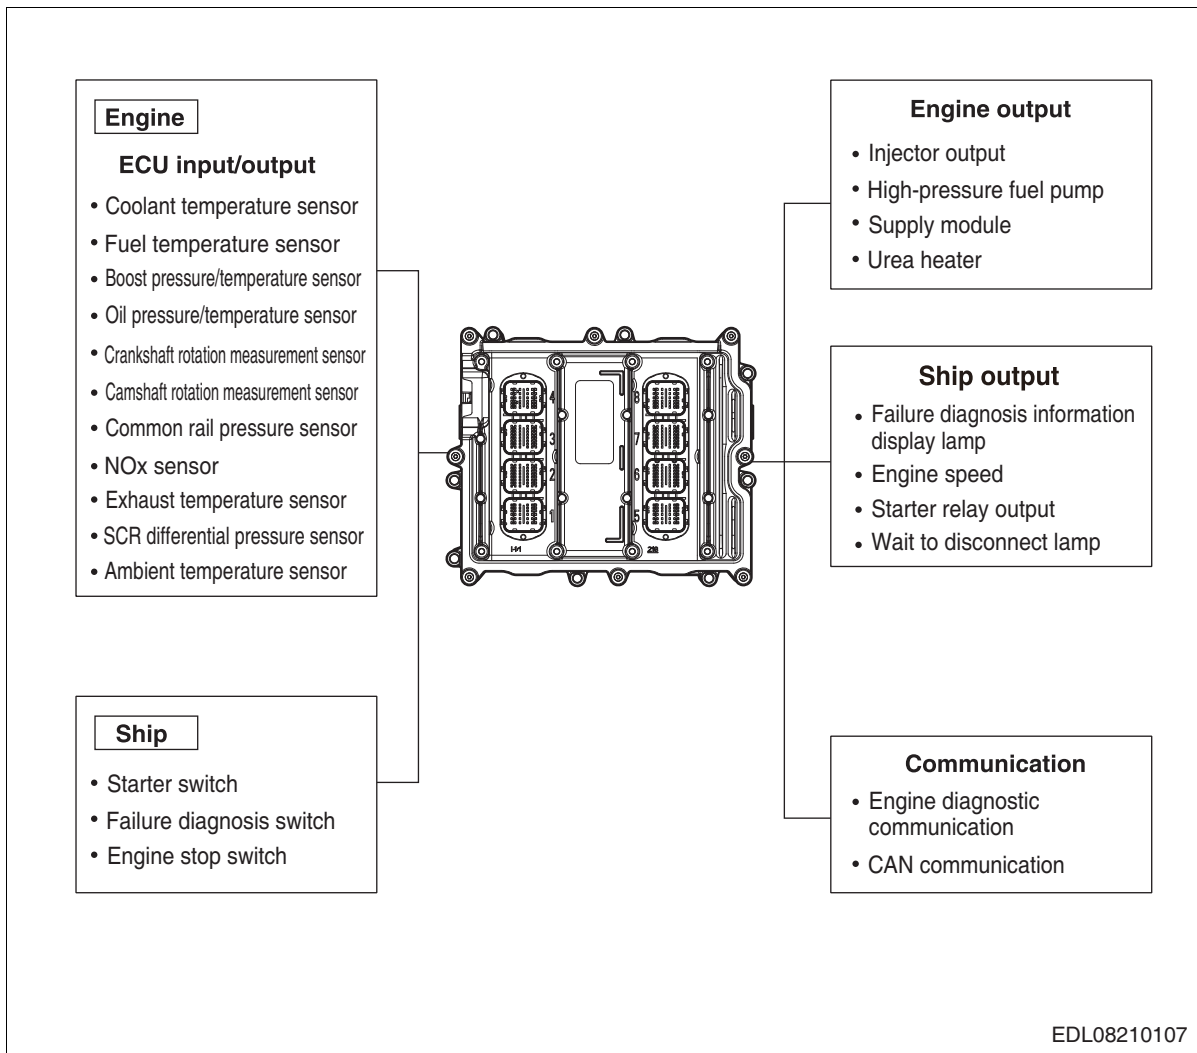 Engine
ECU input/output
• Coolant temperature sensor
• Fuel temperature sensor
• Boost pressure/temperature sensor
• Oil pressure/temperature sensor
• Crankshaft rotation measurement sensor
• Camshaft rotation measurement sensor
• Common rail pressure sensor
• NOx sensor
• Exhaust temperature sensor
• SCR differential pressure sensor
• Ambient temperature sensor
Ship
• Starter switch
• Failure diagnosis switch
• Engine stop switch
4
3
2
1
8
7
6
5
Engine output
• Injector output
• High-pressure fuel pump
• Supply module
• Urea heater
Ship output
• Failure diagnosis information
display lamp
• Engine speed
• Starter relay output
• Wait to disconnect lamp
Communication
• Engine diagnostic
communication
• CAN communication
EDL08210107